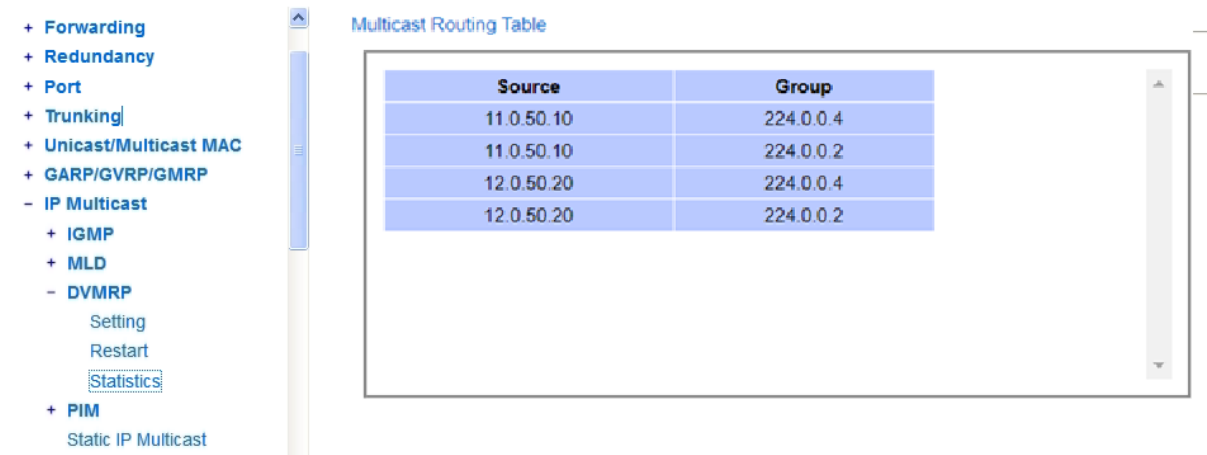 + Forwarding
+ Redundancy
+ Port
+ Trunking
+ Unicast/Multicast MAC
+ GARP/GVRP/GMRP
- IP Multicast
+ IGMP
+ MLD
- DVMRP
Setting
Restart
Statistics
+ PIM
Static IP Multicast
Multicast Routing Table
Source Group
11.0.50.10 224.0.0.4
11.0.50.10 224.0.0.2
12.0.50.20 224.0.0.4
12.0.50.20 224.0.0.2